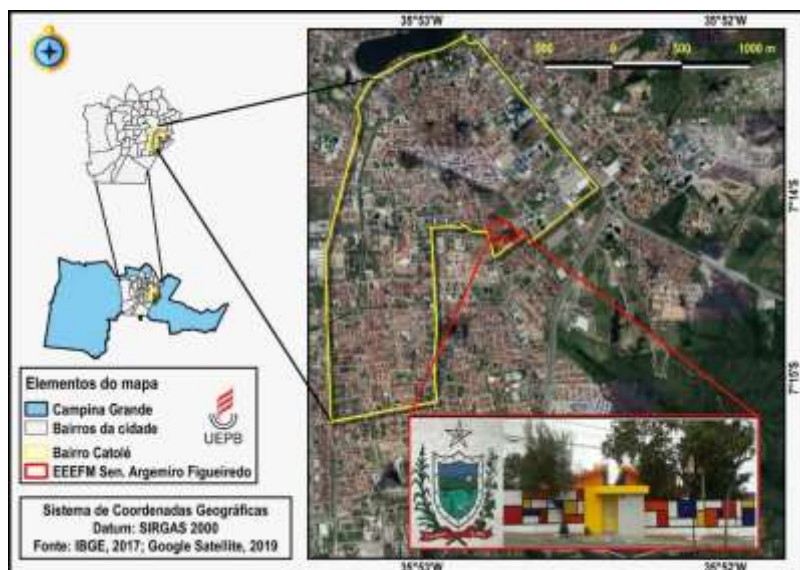 35°53'W
35°52'W
500
0
500
1000 m
7°14'S
7°15'S
Elementos do mapa
Campina Grande
Bairros da cidade
Bairro Catolé
EEEFM Sen. Argemiro Figueiredo
UEPB
Sistema de Coordenadas Geográficas
Datum: SIRGAS 2000
Fonte: IBGE, 2017; Google Satellite, 2019
35°53'W
35°52'W